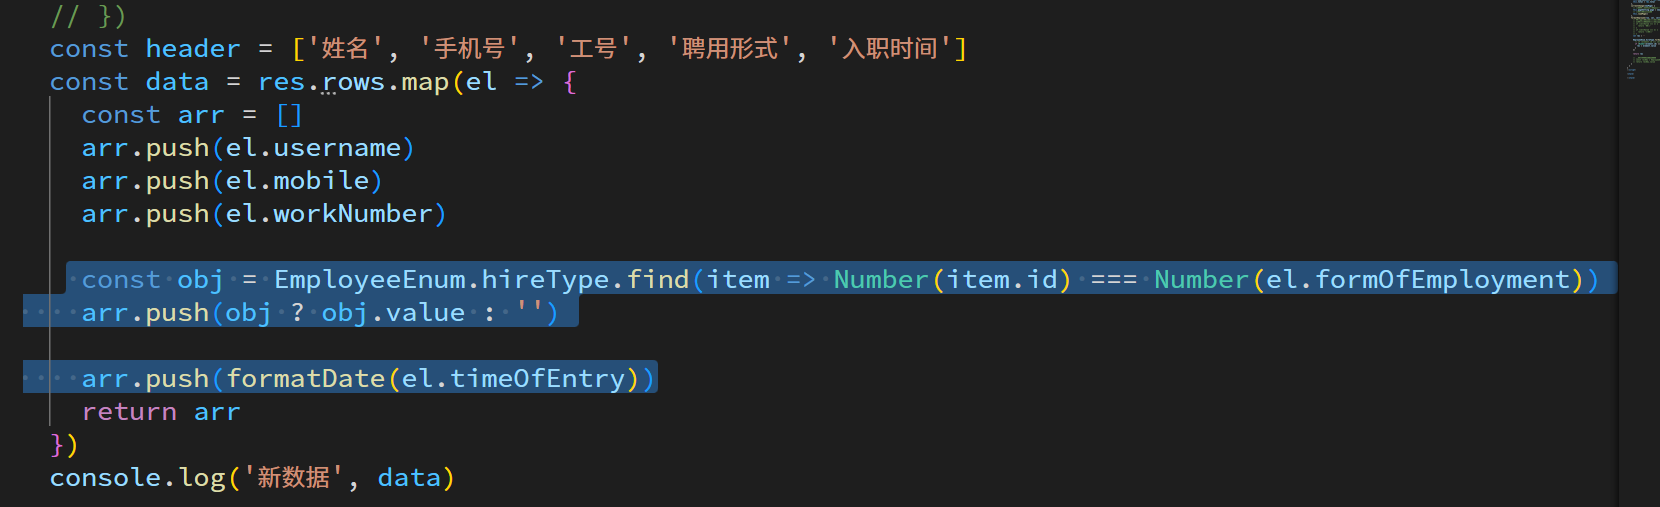 // })
const header = ['姓名', '手机号', '工号', '聘用形式', '入职时间']
const data = res.rows.map(el => {
const arr = []
arr.push(el.username)
arr.push(el.mobile)
arr.push(el.workNumber)
const obj = EmployeeEnum.hireType.find(item => Number(item.id) === Number(el.formOfEmployment))
arr.push(obj ? obj.value : '')
arr.push(formatDate(el.timeOfEntry))
return arr
})
console.log('新数据', data)